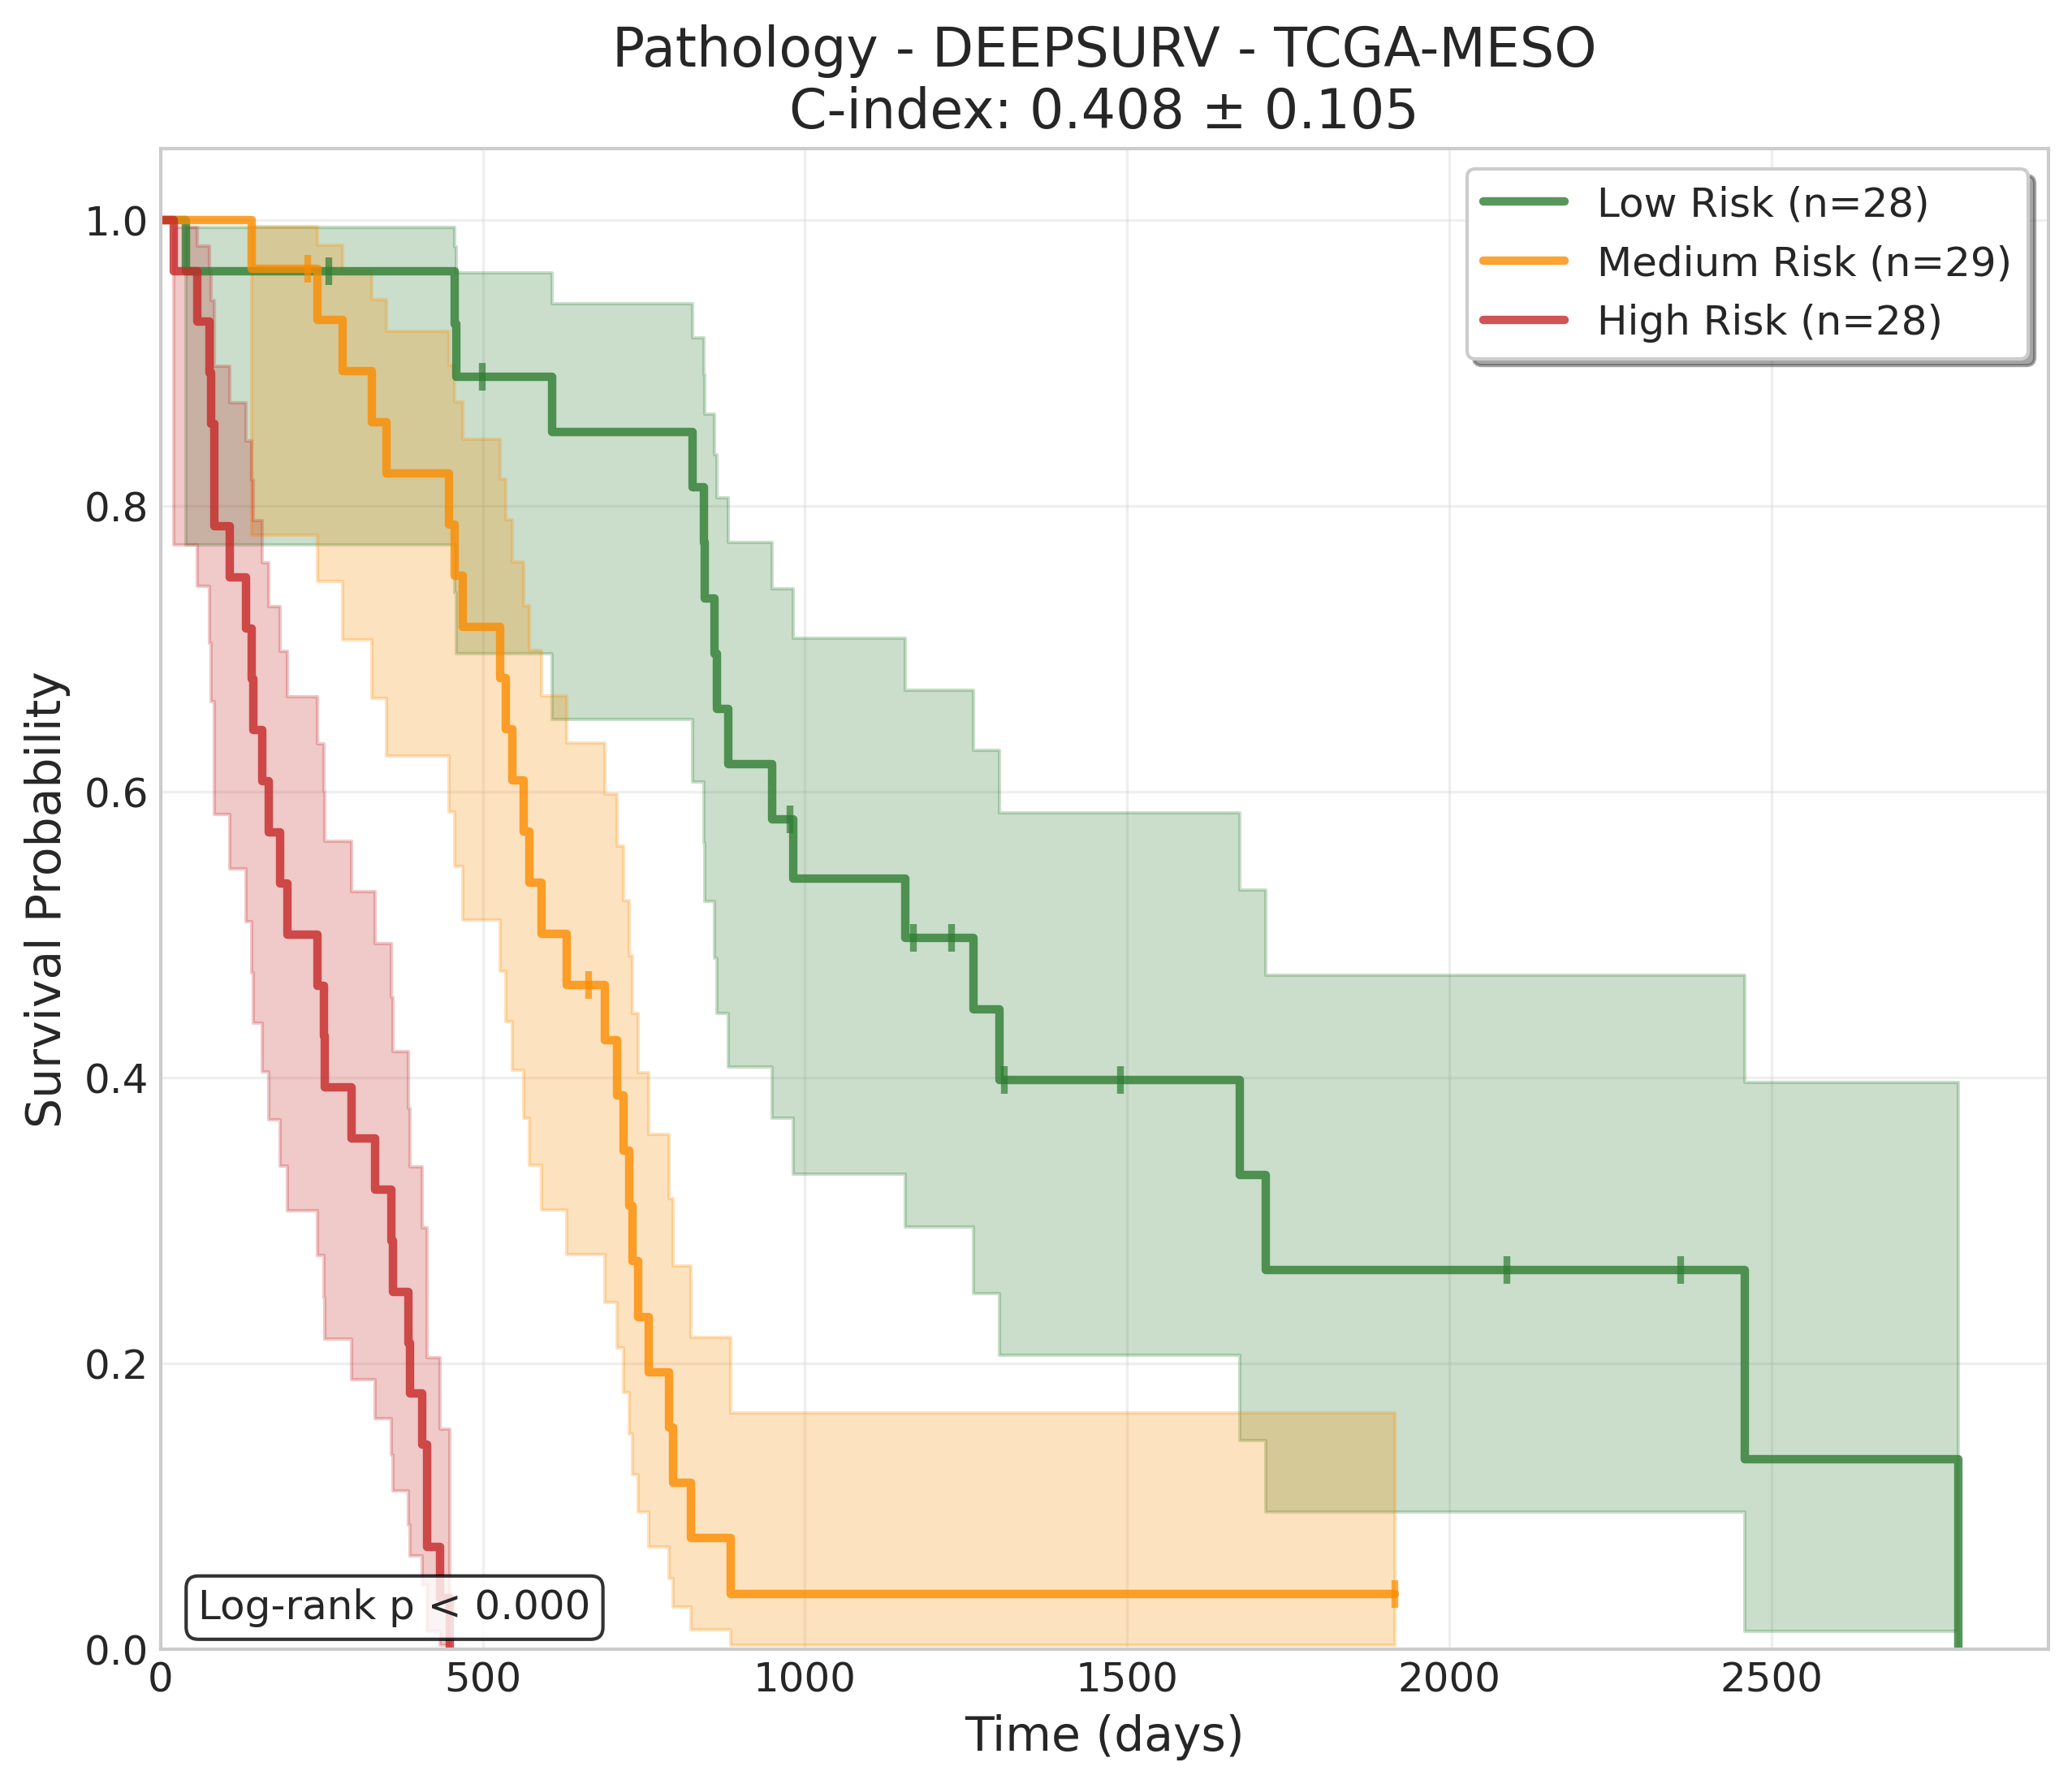 Pathology - DEEPSURV - TCGA-MESO
C-index: 0.408 ± 0.105
Low Risk (n=28)
Medium Risk (n=29)
High Risk (n=28)
Survival Probability
1.0
0.8
0.6
0.4
0.2
0.0
Log-rank p < 0.000
0 500 1000 1500 2000 2500
Time (days)